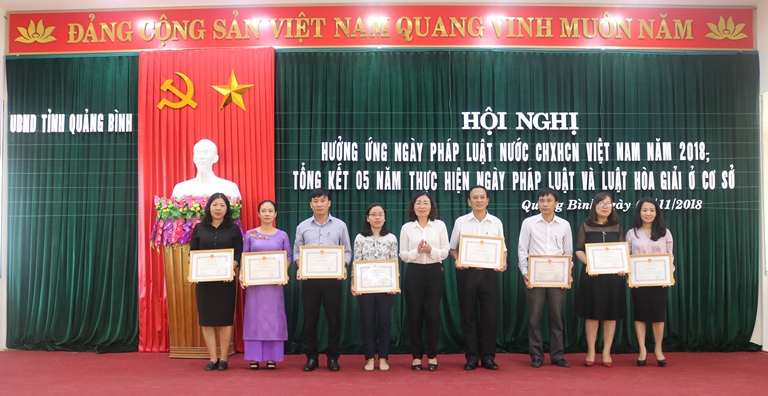 ĐẢNG CỘNG SẢN VIỆT NAM QUANG VINH MUÔN NĂM
UBND TỈNH QUẢNG BÌNH
HỘI NGHỊ
HƯỞNG ỨNG NGÀY PHÁP LUẬT NƯỚC CHXHCN VIỆT NAM NĂM 2018;
TỔNG KẾT 05 NĂM THỰC HIỆN NGÀY PHÁP LUẬT VÀ LUẬT HÒA GIẢI Ở CƠ SỞ
Quảng Bình, ngày /11/2018